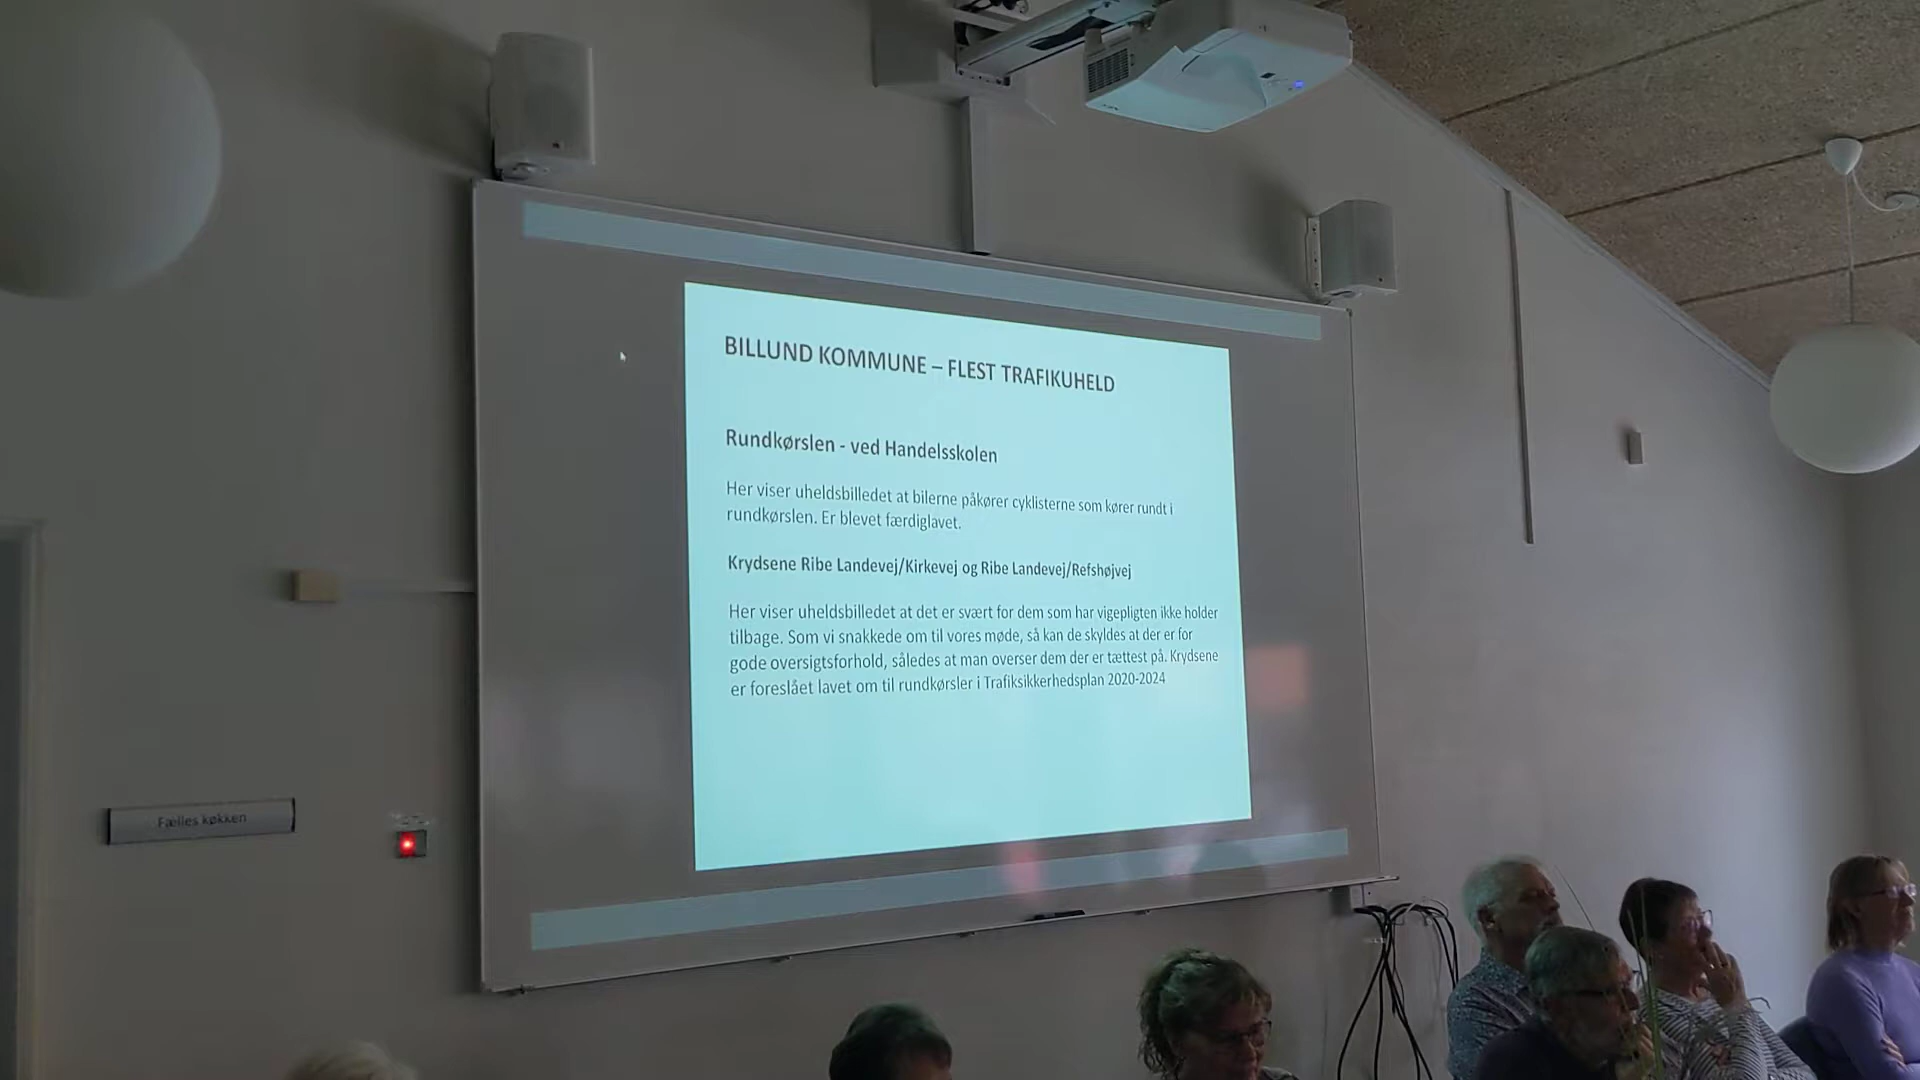 BILLUND KOMMUNE – FLEST TRAFIKUHELD
Rundkørslen - ved Handelsskolen
Her viser uheldsbilledet at bilerne påkører cyklisterne som kører rundt i
rundkørslen. Er blevet færdiglavet.
Krydsene Ribe Landevej/Kirkevej og Ribe Landevej/Refshøjvej
Her viser uheldsbilledet at det er svært for dem som har vigepligten ikke holder
tilbage. Som vi snakkede om til vores møde, så kan de skyldes at der er for
gode oversigtsforhold, således at man overser dem der er tættest på. Krydsene
er foreslået lavet om til rundkørsler i Trafiksikkerhedsplan 2020-2024
Fælles køkken